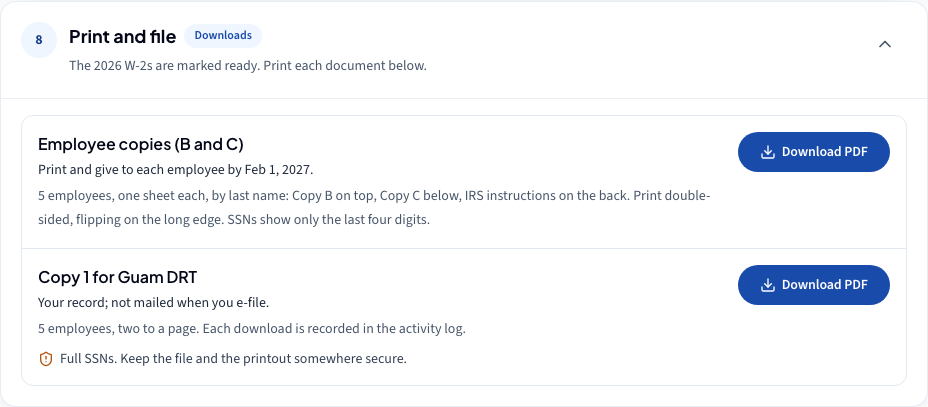 8
Print and file
Downloads
The 2026 W-2s are marked ready. Print each document below.
Employee copies (B and C)
Download PDF
Print and give to each employee by Feb 1, 2027.
5 employees, one sheet each, by last name: Copy B on top, Copy C below, IRS instructions on the back. Print double-
sided, flipping on the long edge. SSNs show only the last four digits.
Copy 1 for Guam DRT
Download PDF
Your record; not mailed when you e-file.
5 employees, two to a page. Each download is recorded in the activity log.
Full SSNs. Keep the file and the printout somewhere secure.